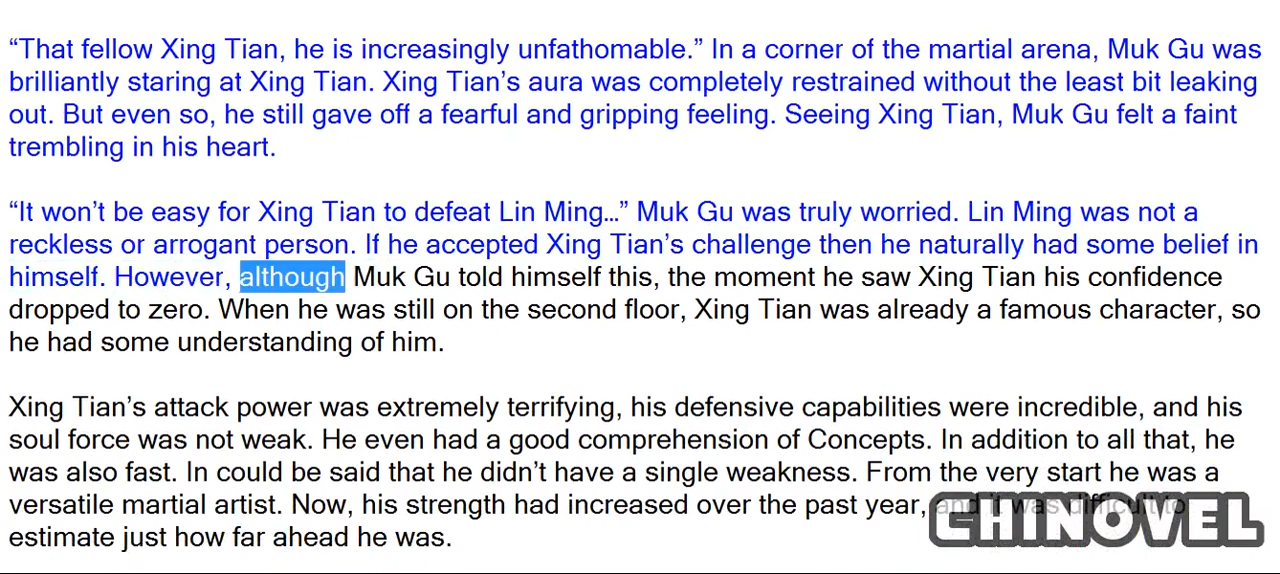 “That fellow Xing Tian, he is increasingly unfathomable.” In a corner of the martial arena, Muk Gu was
brilliantly staring at Xing Tian. Xing Tian’s aura was completely restrained without the least bit leaking
out. But even so, he still gave off a fearful and gripping feeling. Seeing Xing Tian, Muk Gu felt a faint
trembling in his heart.
“It won’t be easy for Xing Tian to defeat Lin Ming…” Muk Gu was truly worried. Lin Ming was not a
reckless or arrogant person. If he accepted Xing Tian’s challenge then he naturally had some belief in
himself. However, although Muk Gu told himself this, the moment he saw Xing Tian his confidence
dropped to zero. When he was still on the second floor, Xing Tian was already a famous character, so
he had some understanding of him.
Xing Tian’s attack power was extremely terrifying, his defensive capabilities were incredible, and his
soul force was not weak. He even had a good comprehension of Concepts. In addition to all that, he
was also fast. In could be said that he didn’t have a single weakness. From the very start he was a
versatile martial artist. Now, his strength had increased over the past year, and it was difficult to
estimate just how far ahead he was.
CHINOVEL